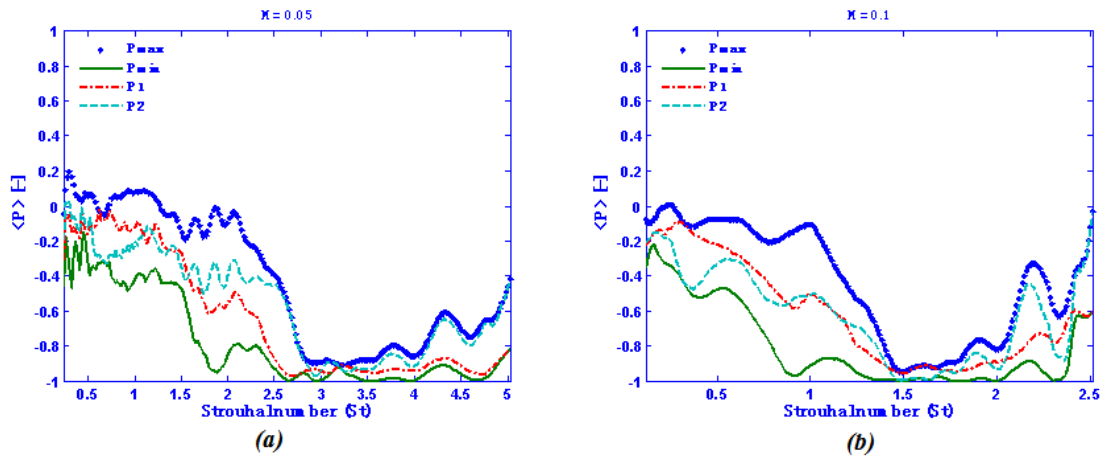 M = 0.05
1
Pmax
0.8
Pmin
P1
0.6
P2
0.4
0.2
<P> [-]
0
-0.2
-0.4
-0.6
-0.8
-1
0.5 1 1.5 2 2.5 3 3.5 4 4.5 5
Strouhalnumber (St)
(a)
M = 0.1
1
Pmax
0.8
Pmin
P1
0.6
P2
0.4
0.2
<P> [-]
0
-0.2
-0.4
-0.6
-0.8
-1
0.5 1 1.5 2 2.5
Strouhalnumber (St)
(b)